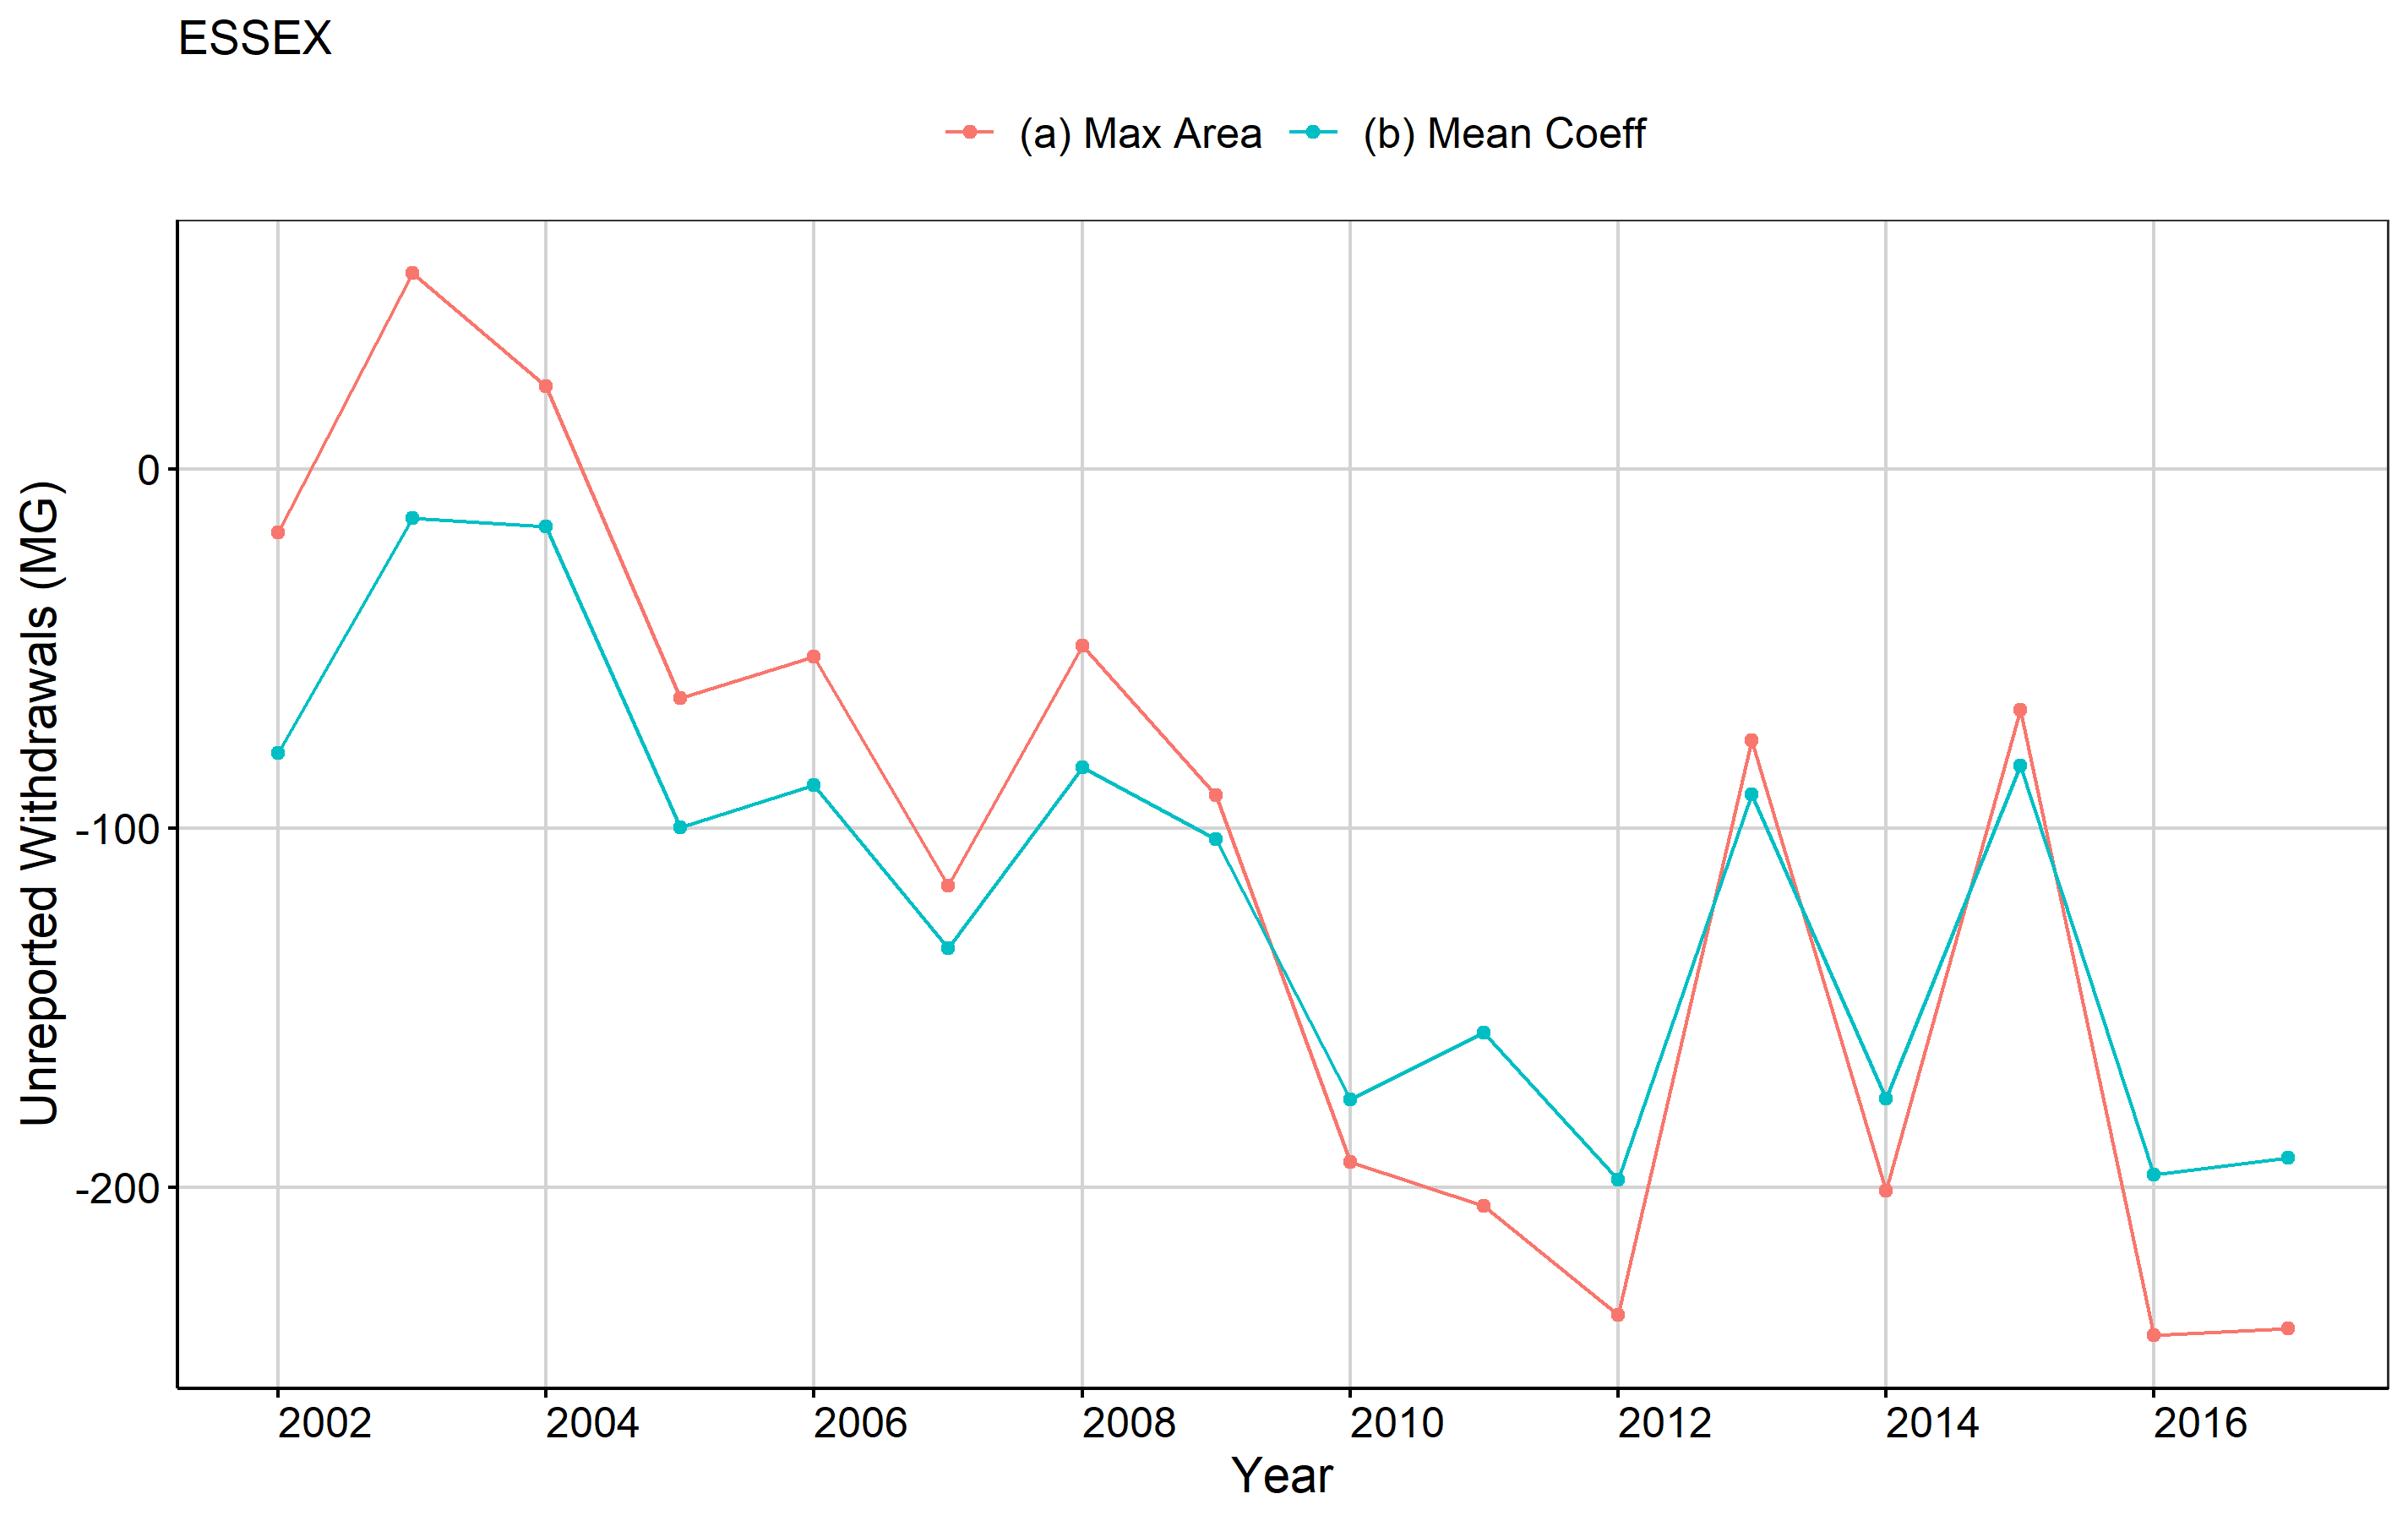 ESSEX
(a) Max Area (b) Mean Coeff
Unreported Withdrawals (MG)
0
-100
-200
2002 2004 2006 2008 2010 2012 2014 2016
Year